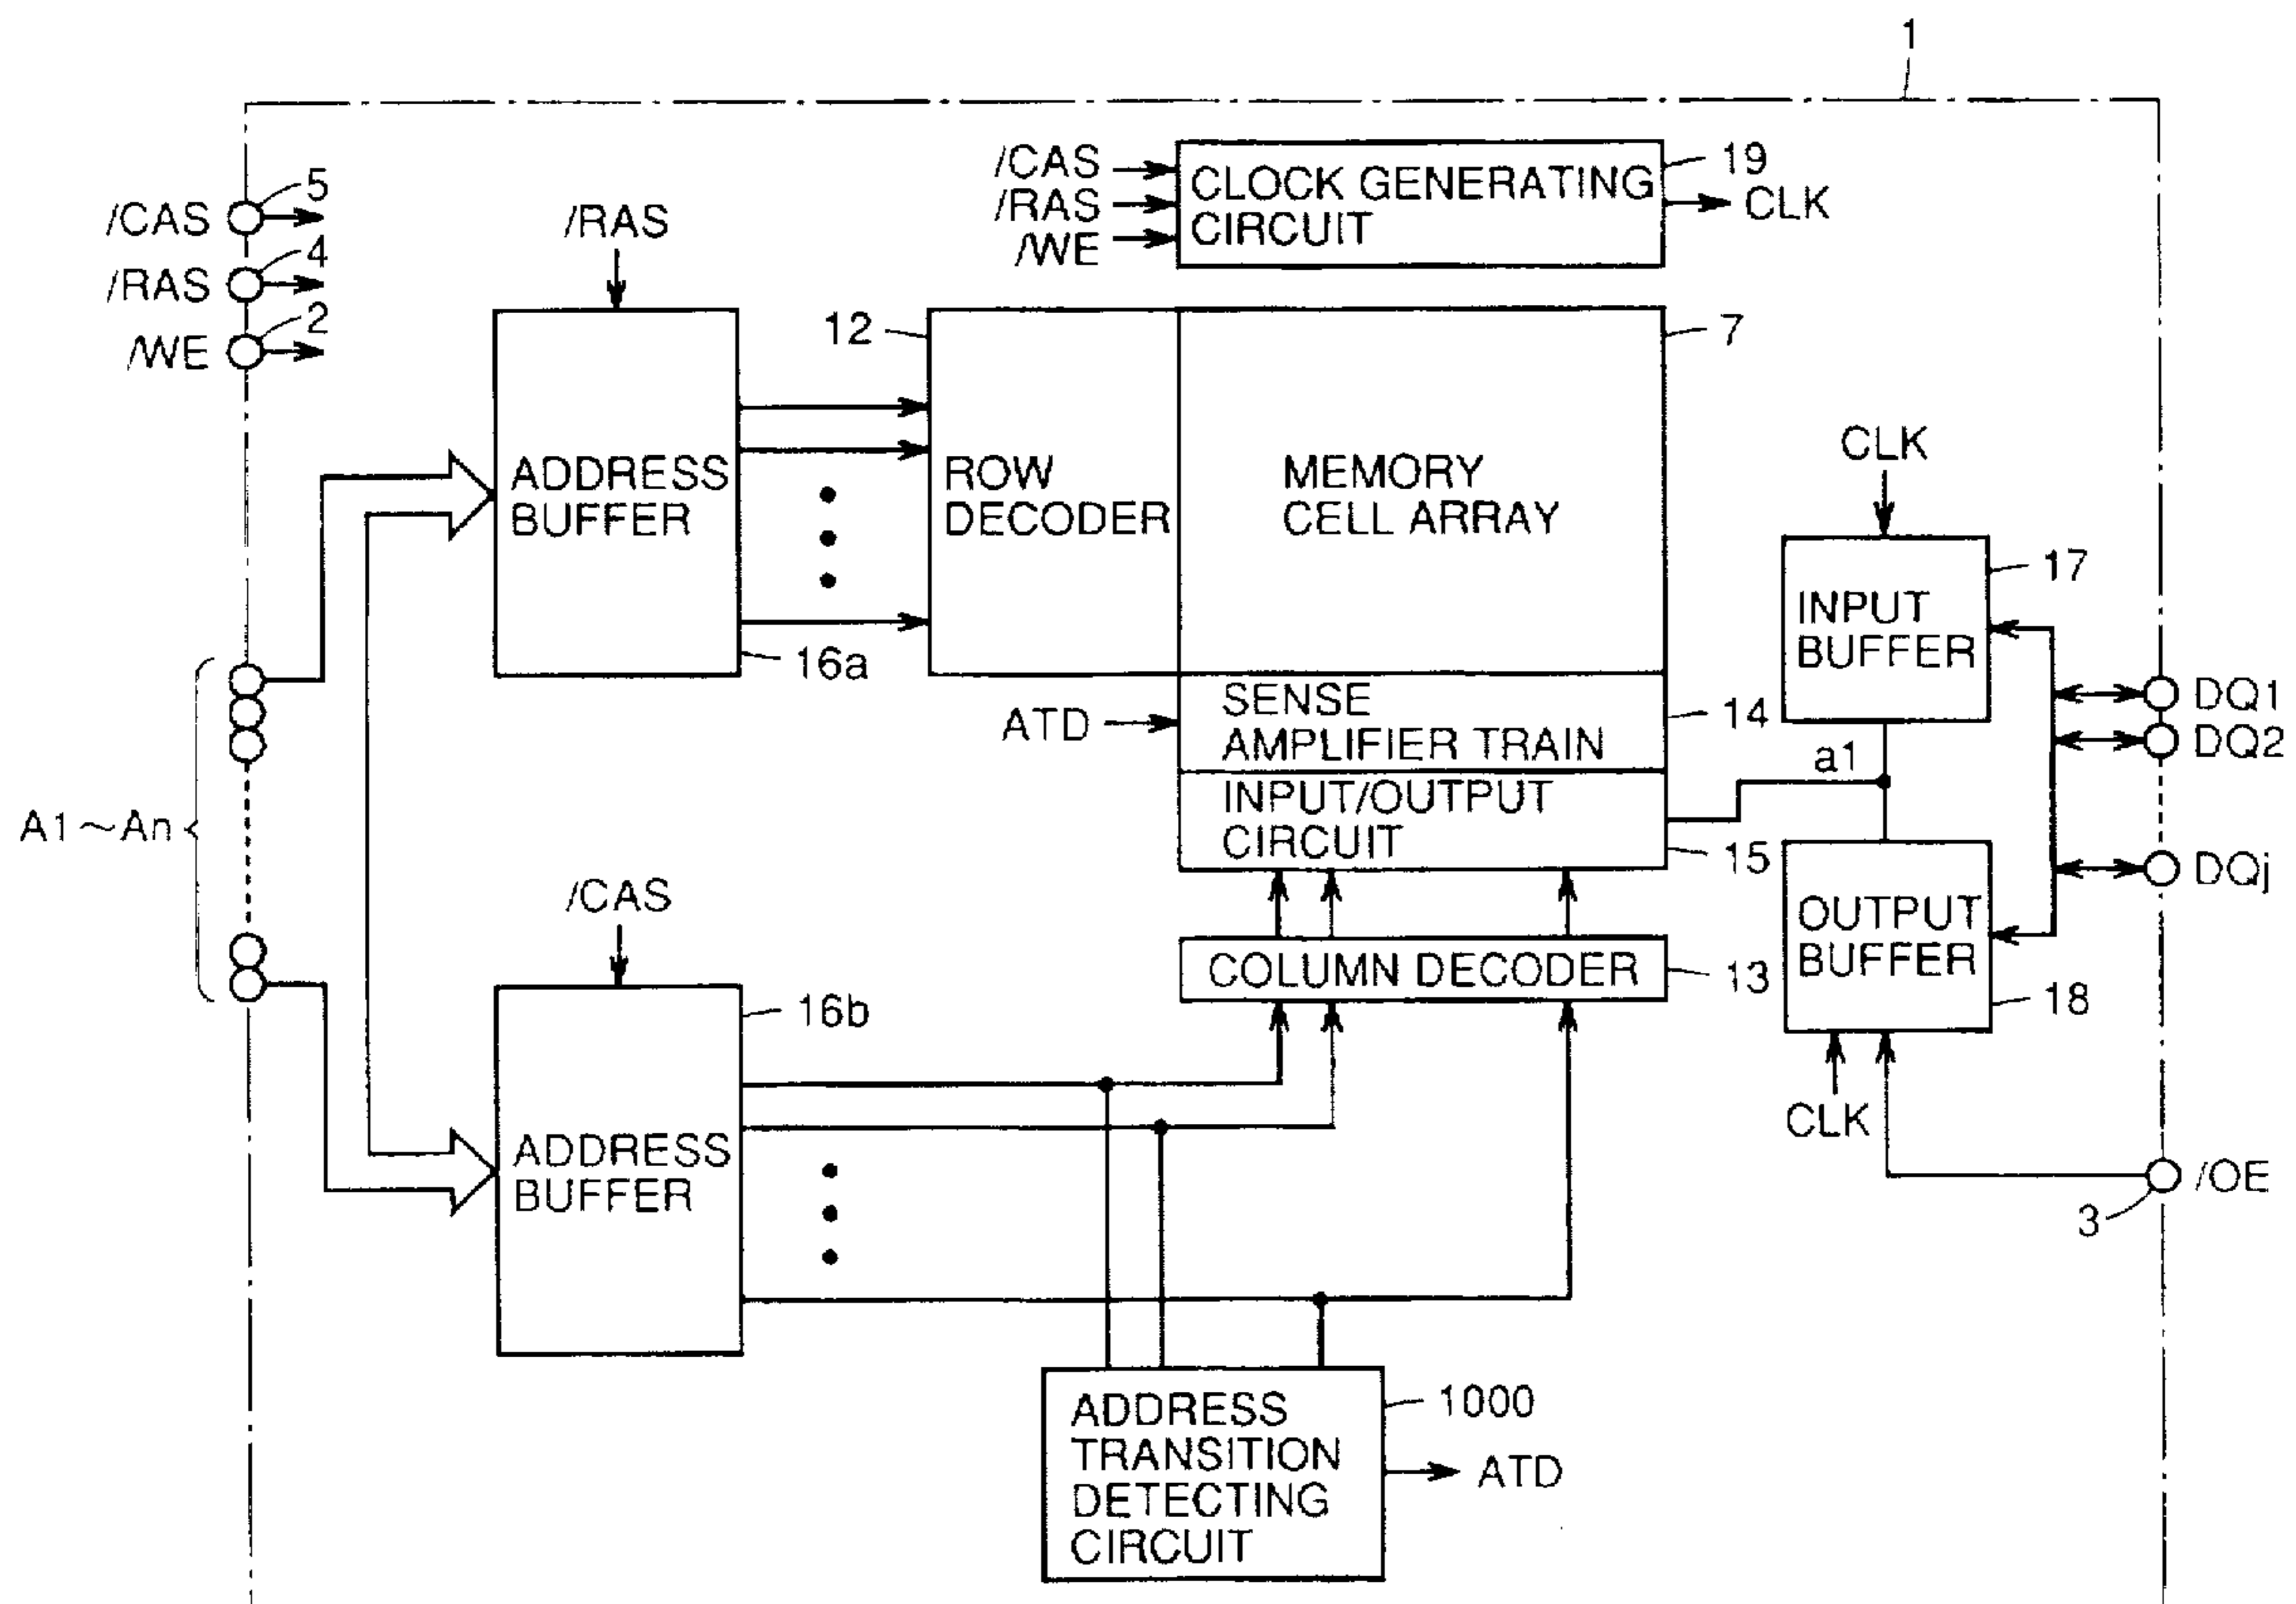 1
/CAS
5
/RAS
4
/WE
2
/RAS
/CAS
/RAS
/WE
CLOCK GENERATING
CIRCUIT
19
CLK
12
7
ADDRESS
BUFFER
16a
ROW
DECODER
MEMORY
CELL ARRAY
CLK
INPUT
BUFFER
17
ATD
SENSE
AMPLIFIER TRAIN
14
a1
DQ1
DQ2
A1~An
INPUT/OUTPUT
CIRCUIT
15
DQj
/CAS
OUTPUT
BUFFER
18
COLUMN DECODER
13
16b
ADDRESS
BUFFER
CLK
/OE
3
ADDRESS
TRANSITION
DETECTING
CIRCUIT
1000
ATD